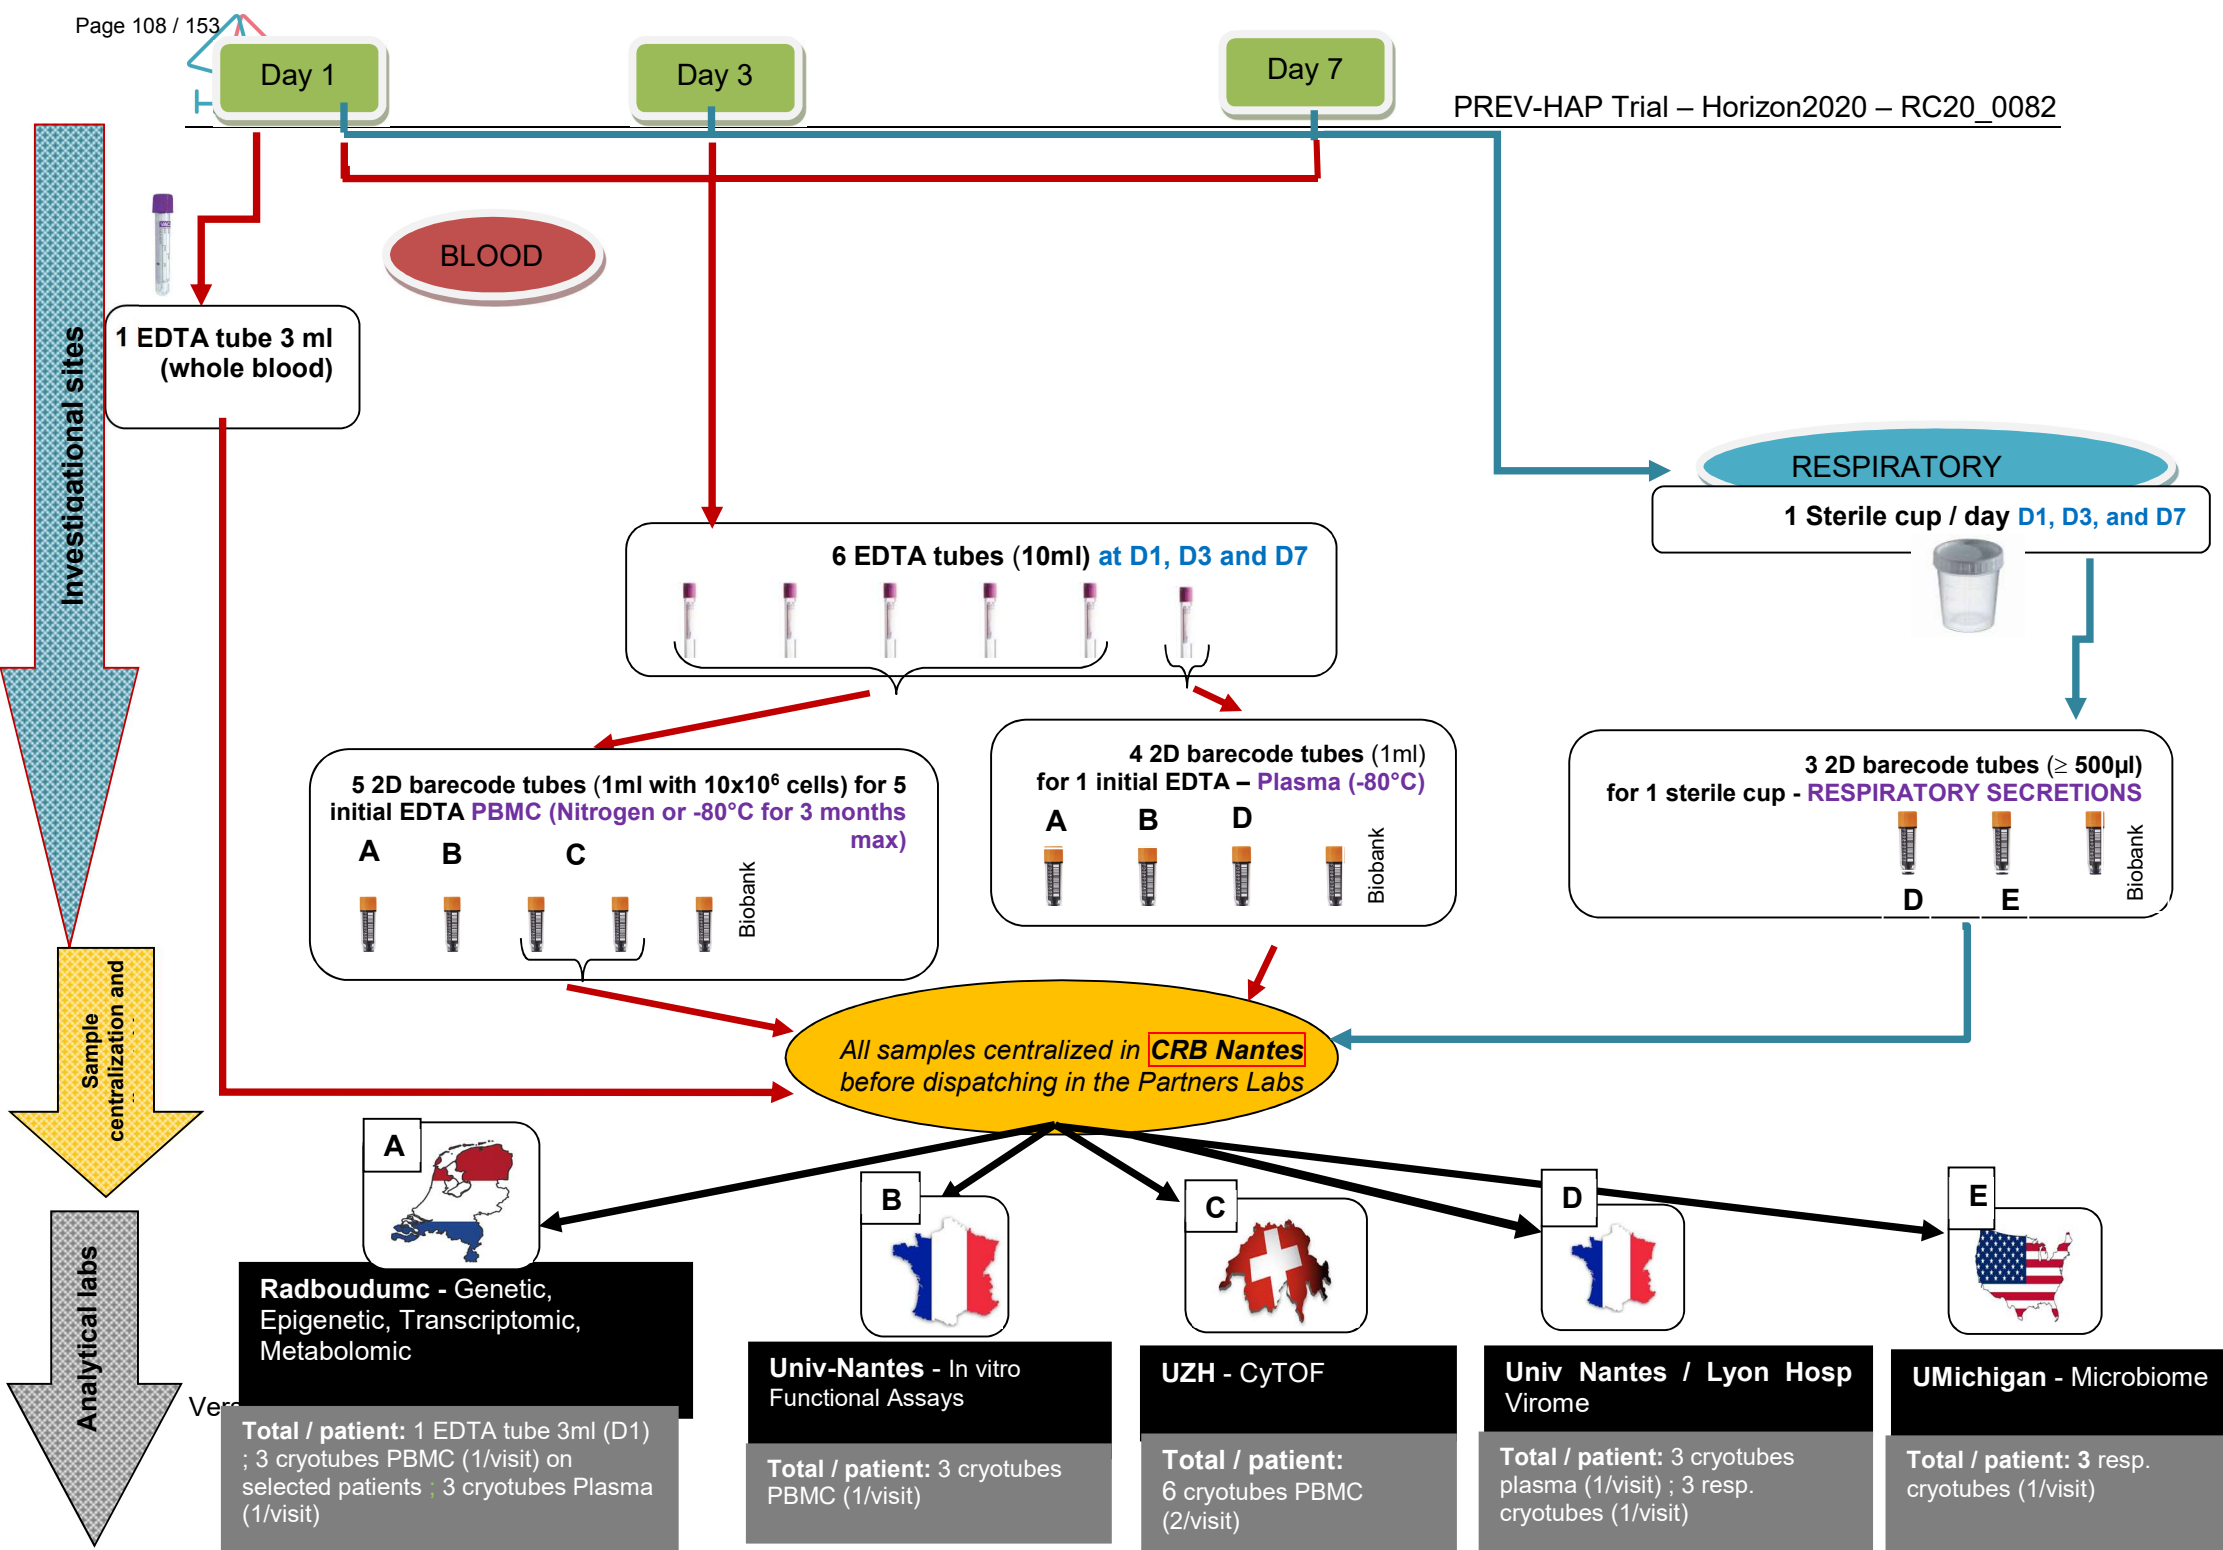 Page 108 / 153
Day 1
Day 3
Day 7
PREV-HAP Trial – Horizon2020 – RC20_0082
BLOOD
1 EDTA tube 3 ml
(whole blood)
Investigational sites
RESPIRATORY
1 Sterile cup / day D1, D3, and D7
6 EDTA tubes (10ml) at D1, D3 and D7
5 2D barecode tubes (1ml with 10x10⁶ cells) for 5
initial EDTA PBMC (Nitrogen or -80°C for 3 months
max)
A
B
C
Biobank
4 2D barecode tubes (1ml)
for 1 initial EDTA – Plasma (-80°C)
A
B
D
Biobank
3 2D barecode tubes (≥ 500µl)
for 1 sterile cup - RESPIRATORY SECRETIONS
D
E
Biobank
Sample
centralization and
All samples centralized in CRB Nantes
before dispatching in the Partners Labs
Analytical labs
A
Radboudumc - Genetic,
Epigenetic, Transcriptomic,
Metabolomic
Total / patient: 1 EDTA tube 3ml (D1)
; 3 cryotubes PBMC (1/visit) on
selected patients ; 3 cryotubes Plasma
(1/visit)
B
Univ-Nantes - In vitro
Functional Assays
Total / patient: 3 cryotubes
PBMC (1/visit)
C
UZH - CyTOF
Total / patient:
6 cryotubes PBMC
(2/visit)
D
Univ Nantes / Lyon Hosp
Virome
Total / patient: 3 cryotubes
plasma (1/visit) ; 3 resp.
cryotubes (1/visit)
E
UMichigan - Microbiome
Total / patient: 3 resp.
cryotubes (1/visit)